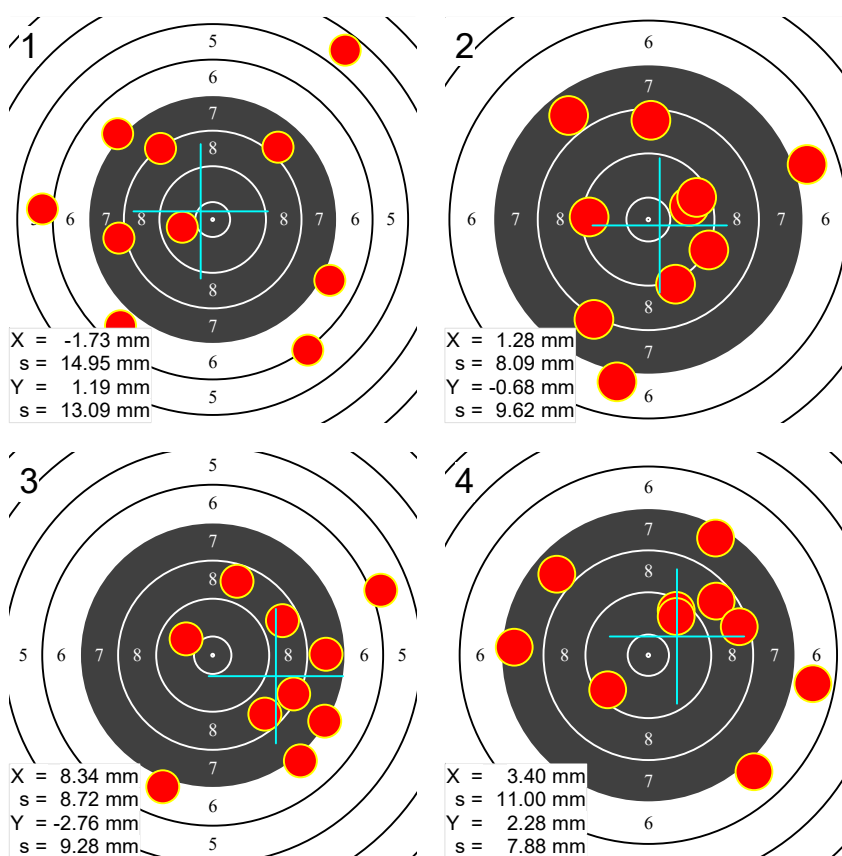 1
5
6
7
8
5 6 7 8 8 7 6 5
8
7
6
5
X = -1.73 mm
s = 14.95 mm
Y = 1.19 mm
s = 13.09 mm
2
6
7
6 8 7 6
8
7
6
X = 1.28 mm
s = 8.09 mm
Y = -0.68 mm
s = 9.62 mm
3
5
6
7
8
5 6 7 8 8 6 5
8
7
6
5
X = 8.34 mm
s = 8.72 mm
Y = -2.76 mm
s = 9.28 mm
4
6
7
8
6 7 8 8 7 6
8
7
6
X = 3.40 mm
s = 11.00 mm
Y = 2.28 mm
s = 7.88 mm